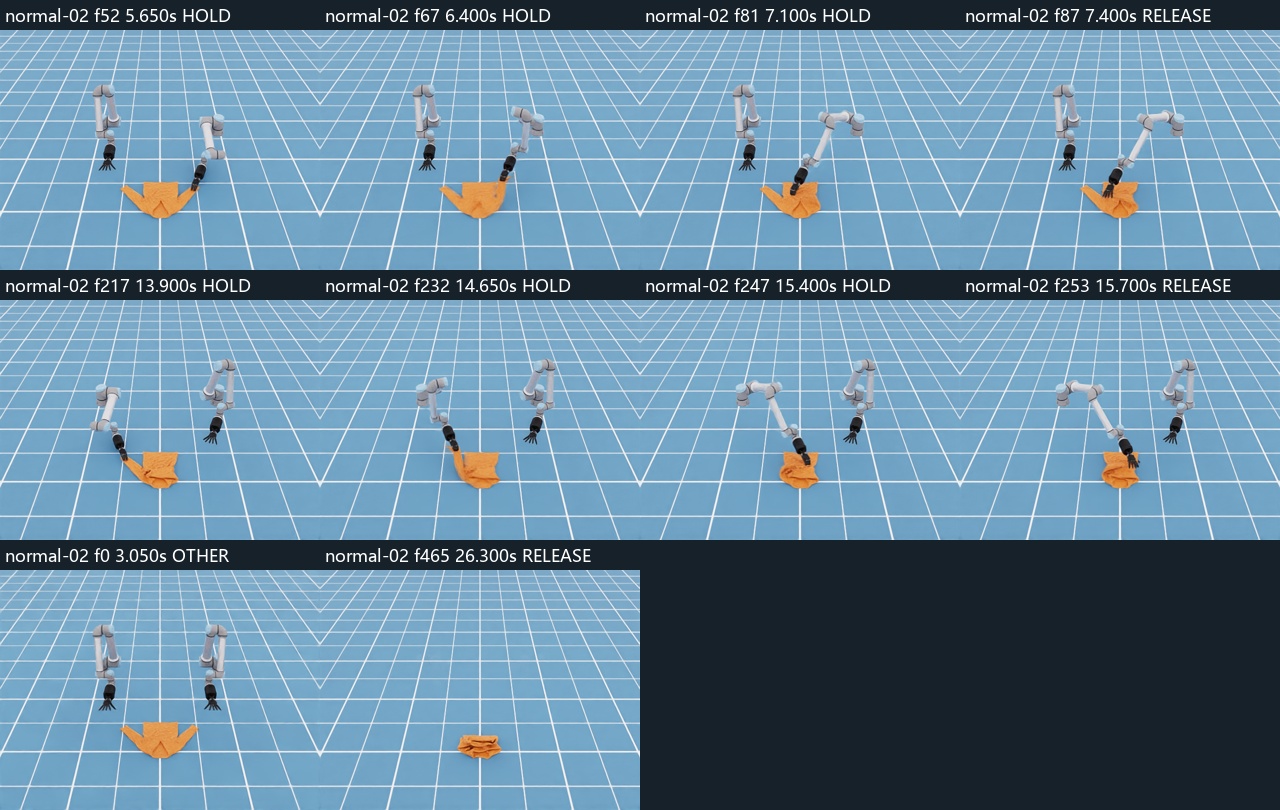 normal-02 f52 5.650s HOLD
normal-02 f67 6.400s HOLD
normal-02 f81 7.100s HOLD
normal-02 f87 7.400s RELEASE
normal-02 f217 13.900s HOLD
normal-02 f232 14.650s HOLD
normal-02 f247 15.400s HOLD
normal-02 f253 15.700s RELEASE
normal-02 f0 3.050s OTHER
normal-02 f465 26.300s RELEASE